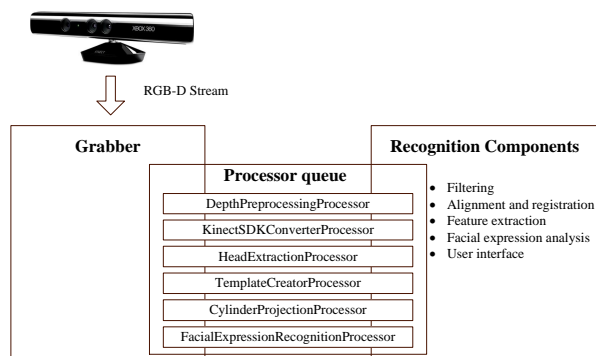 XBOX 360
RGB-D Stream
Grabber
Recognition Components
Processor queue
DepthPreprocessingProcessor
KinectSDKConverterProcessor
HeadExtractionProcessor
TemplateCreatorProcessor
CylinderProjectionProcessor
FacialExpressionRecognitionProcessor
• Filtering
• Alignment and registration
• Feature extraction
• Facial expression analysis
• User interface